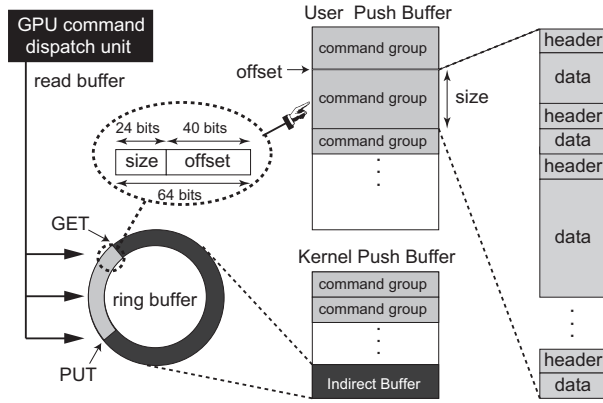 GPU command
dispatch unit
read buffer
24 bits
40 bits
size
offset
64 bits
GET
ring buffer
PUT
User Push Buffer
command group
offset
command group
size
command group
Kernel Push Buffer
command group
command group
Indirect Buffer
header
data
header
data
header
data
header
data